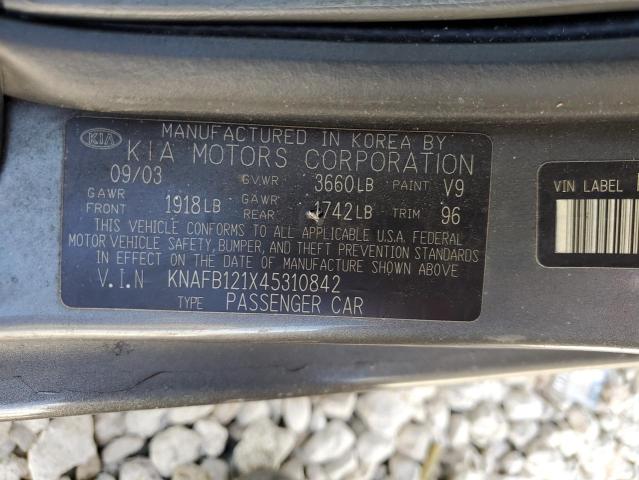 KIA
MANUFACTURED IN KOREA BY
KIA MOTORS CORPORATION
09/03 GVWR 3660LB PAINT V9
GAWR FRONT 1918LB GAWR REAR 1742LB TRIM 96
THIS VEHICLE CONFORMS TO ALL APPLICABLE U.S.A. FEDERAL
MOTOR VEHICLE SAFETY, BUMPER, AND THEFT PREVENTION STANDARDS
IN EFFECT ON THE DATE OF MANUFACTURE SHOWN ABOVE
V.I.N KNAFB121X45310842
TYPE PASSENGER CAR
VIN LABEL